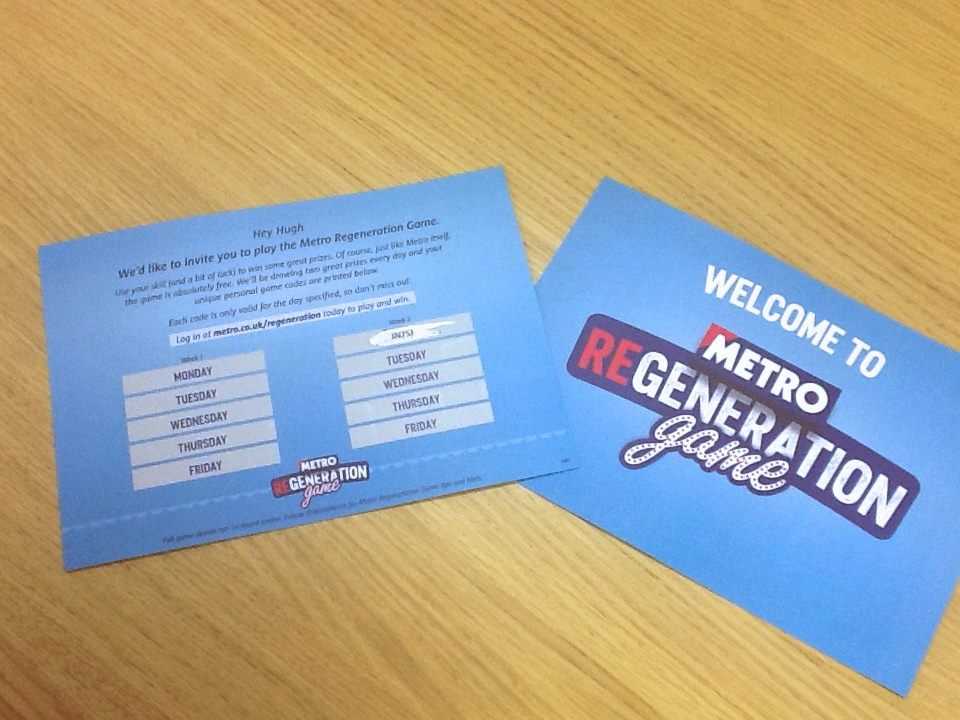 Hey Hugh
We'd like to invite you to play the Metro Regeneration Game.
Use your skill (and a bit of luck) to win some great prizes. Of course, just like Metro itself,
the game is absolutely free. We'll be drawing two great prizes every day and your
unique personal game codes are printed below.
Each code is only valid for the day specified, so don't miss out.
Log in at metro.co.uk/regeneration today to play and win.
Week 1
MONDAY
TUESDAY
WEDNESDAY
THURSDAY
FRIDAY
Week 2
TUESDAY
WEDNESDAY
THURSDAY
FRIDAY
METRO
REGENERATION
game
Full game
WELCOME TO
METRO
REGENERATION
game